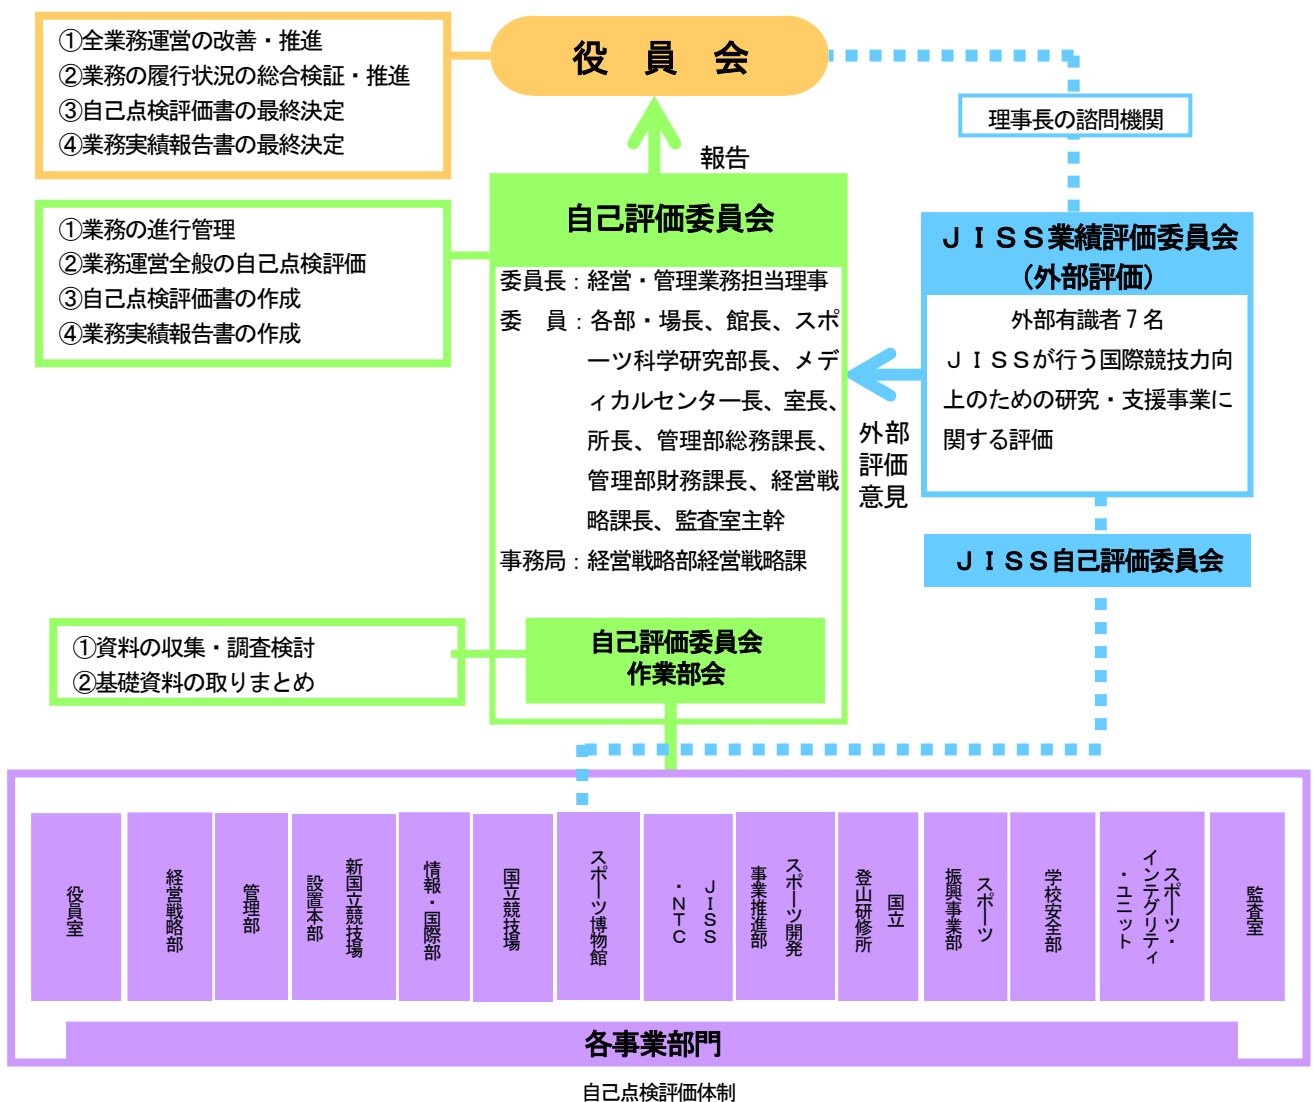 ①全業務運営の改善・推進
②業務の履行状況の総合検証・推進
③自己点検評価書の最終決定
④業務実績報告書の最終決定
役　員　会
理事長の諮問機関
報告
①業務の進行管理
②業務運営全般の自己点検評価
③自己点検評価書の作成
④業務実績報告書の作成
自己評価委員会
委員長：経営・管理業務担当理事
委　員：各部・場長、館長、スポ
ーツ科学研究部長、メデ
ィカルセンター長、室長、
所長、管理部総務課長、
管理部財務課長、経営戦
略課長、監査室主幹
事務局：経営戦略部経営戦略課
ＪＩＳＳ業績評価委員会
（外部評価）
外部有識者７名
ＪＩＳＳが行う国際競技力向
上のための研究・支援事業に
関する評価
外部
評価
意見
ＪＩＳＳ自己評価委員会
①資料の収集・調査検討
②基礎資料の取りまとめ
自己評価委員会
作業部会
役員室
経営戦略部
管理部
新国立競技場
設置本部
情報・国際部
国立競技場
スポーツ博物館
ＪＩＳＳ
・ＮＴＣ
スポーツ開発
事業推進部
国立
登山研修所
スポーツ
振興事業部
学校安全部
スポーツ・
インテグリティ
・ユニット
監査室
各事業部門
自己点検評価体制